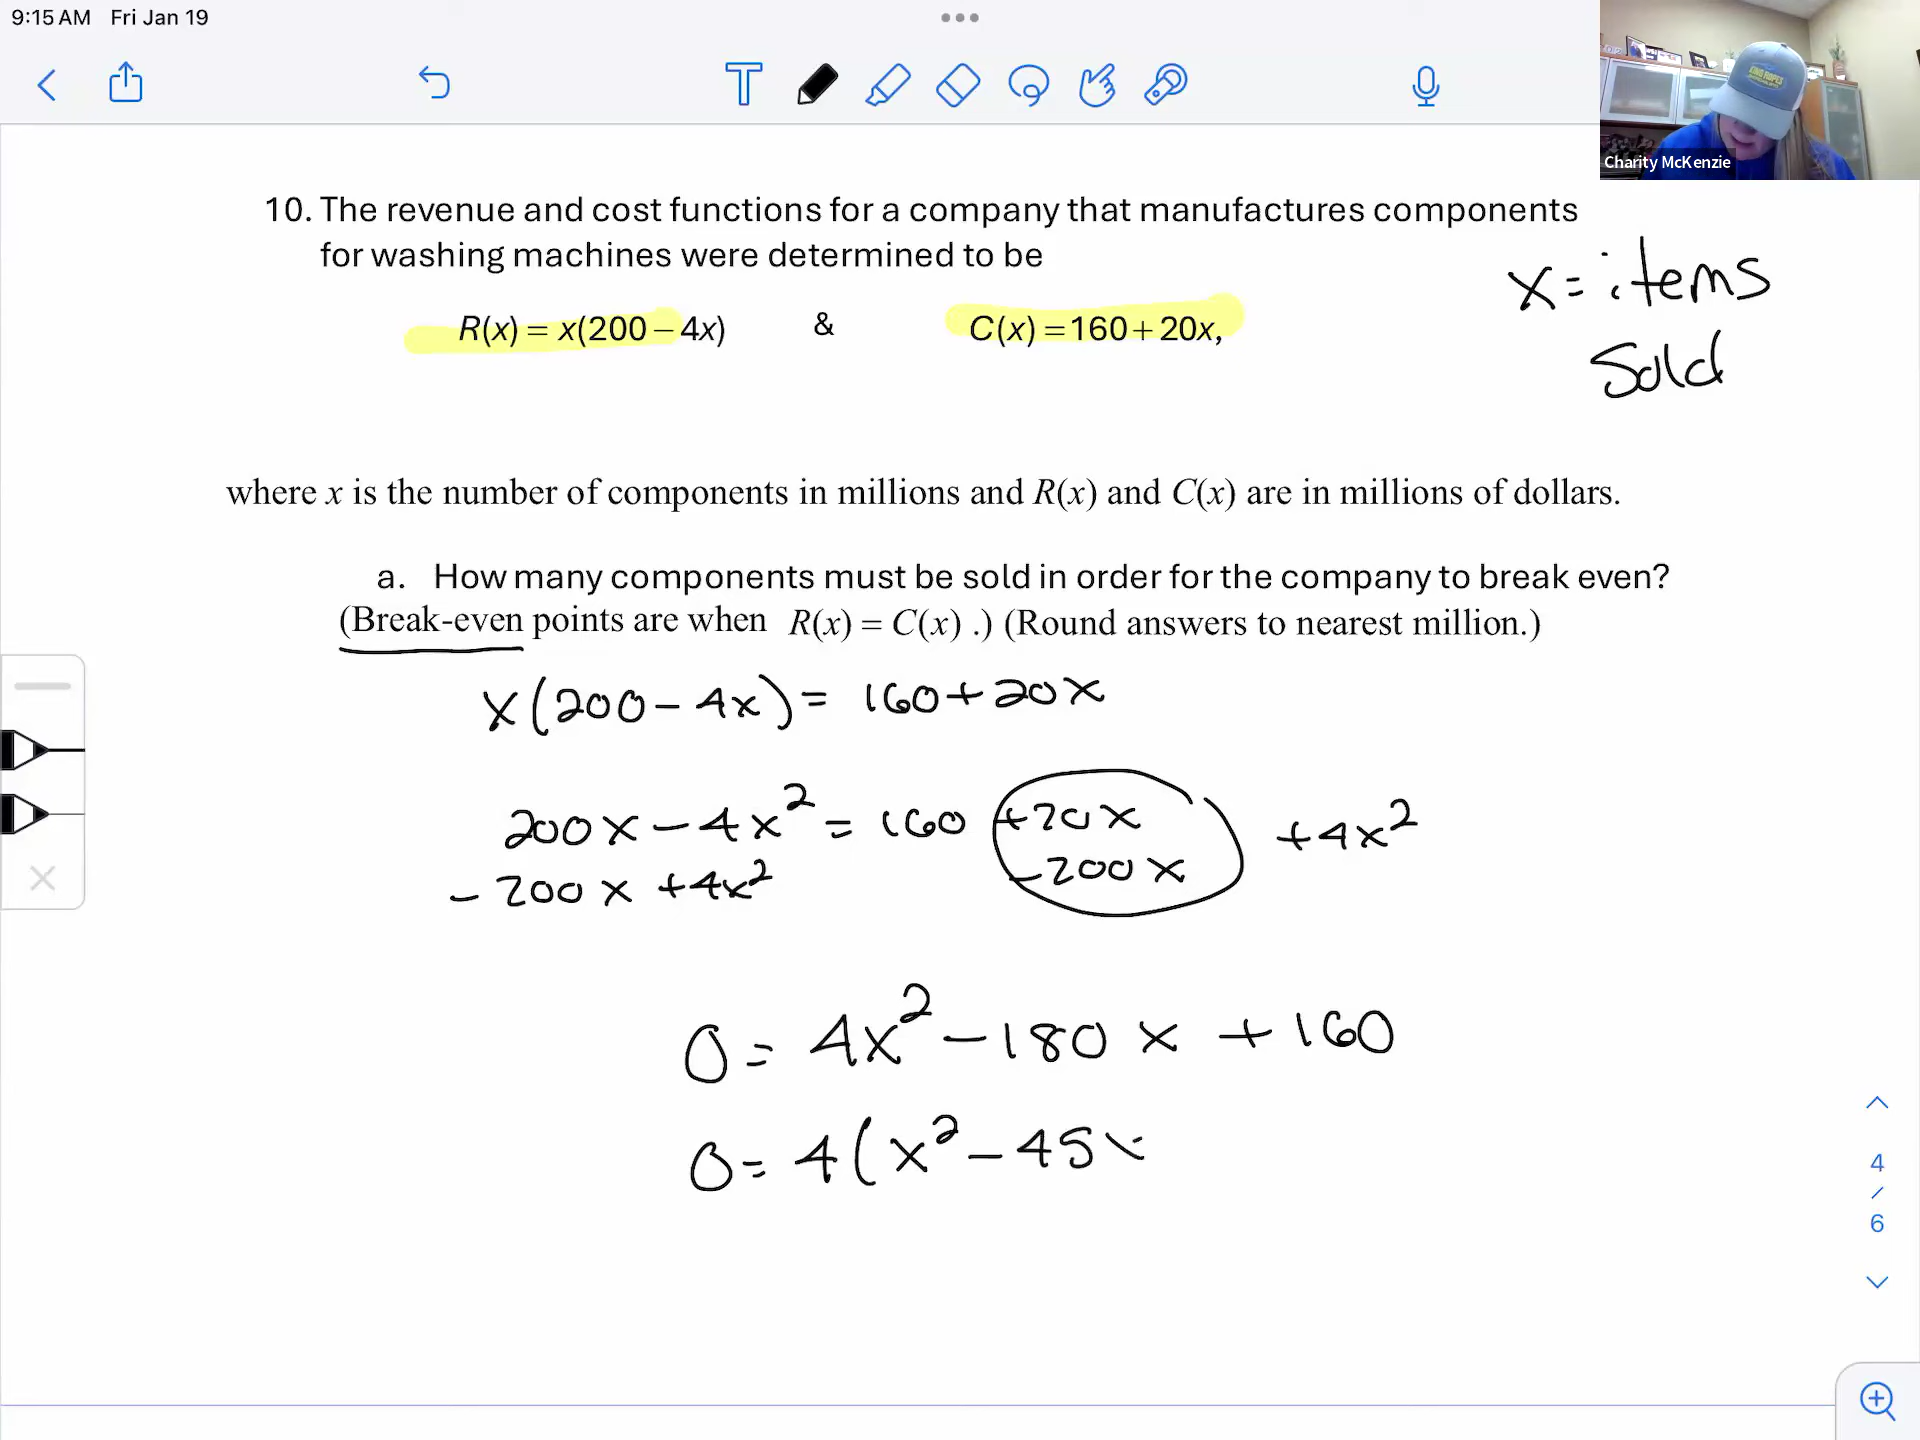 9:15 AM Fri Jan 19
T
Charity McKenzie
10. The revenue and cost functions for a company that manufactures components
for washing machines were determined to be
x = items
sold
R(x) = x(200 − 4x) & C(x) = 160 + 20x,
where x is the number of components in millions and R(x) and C(x) are in millions of dollars.
a. How many components must be sold in order for the company to break even?
(Break-even points are when R(x) = C(x) .) (Round answers to nearest million.)
x(200 − 4x) = 160 + 20x
200x − 4x² = 160 + 20x + 4x²
− 200x + 4x² − 200x
0 = 4x² − 180x + 160
0 = 4(x² − 45x
4
/
6